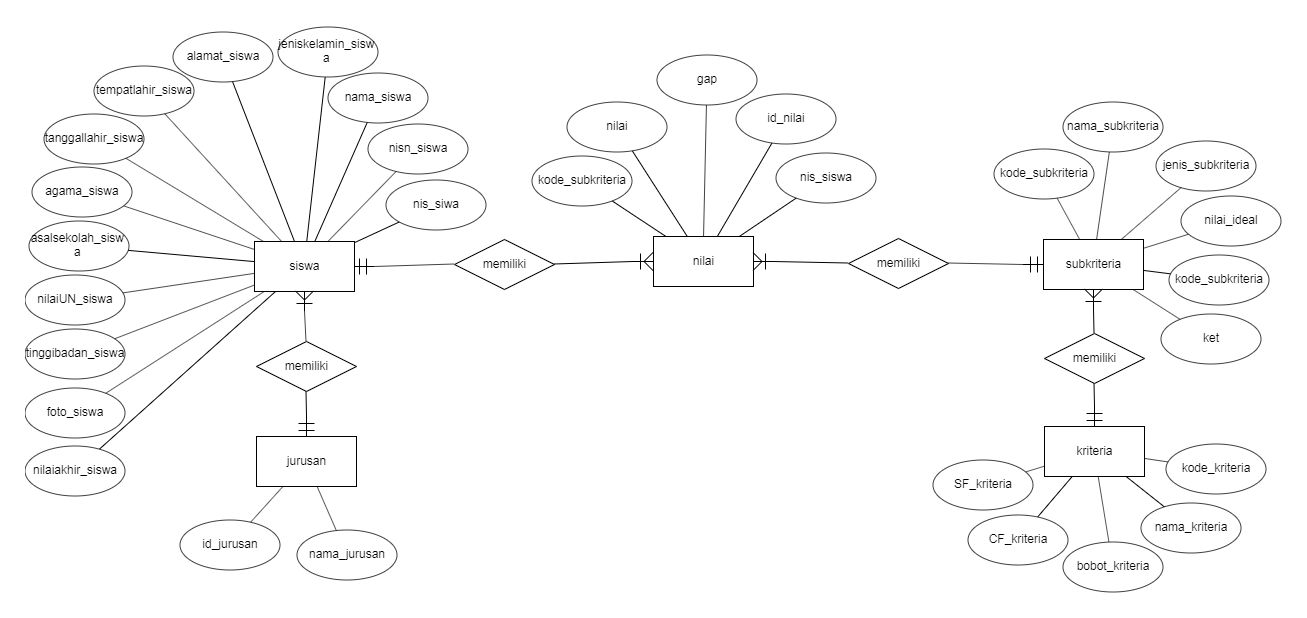 jeniskelamin_sisw
a
alamat_siswa
tempatlahir_siswa
nama_siswa
tanggallahir_siswa
nisn_siswa
agama_siswa
nis_siwa
asalsekolah_sisw
a
siswa
nilaiUN_siswa
tinggibadan_siswa
foto_siswa
nilaiakhir_siswa
memiliki
jurusan
id_jurusan
nama_jurusan
memiliki
gap
nilai
id_nilai
kode_subkriteria
nis_siswa
nilai
memiliki
nama_subkriteria
jenis_subkriteria
kode_subkriteria
nilai_ideal
subkriteria
kode_subkriteria
ket
memiliki
kriteria
kode_kriteria
SF_kriteria
nama_kriteria
CF_kriteria
bobot_kriteria